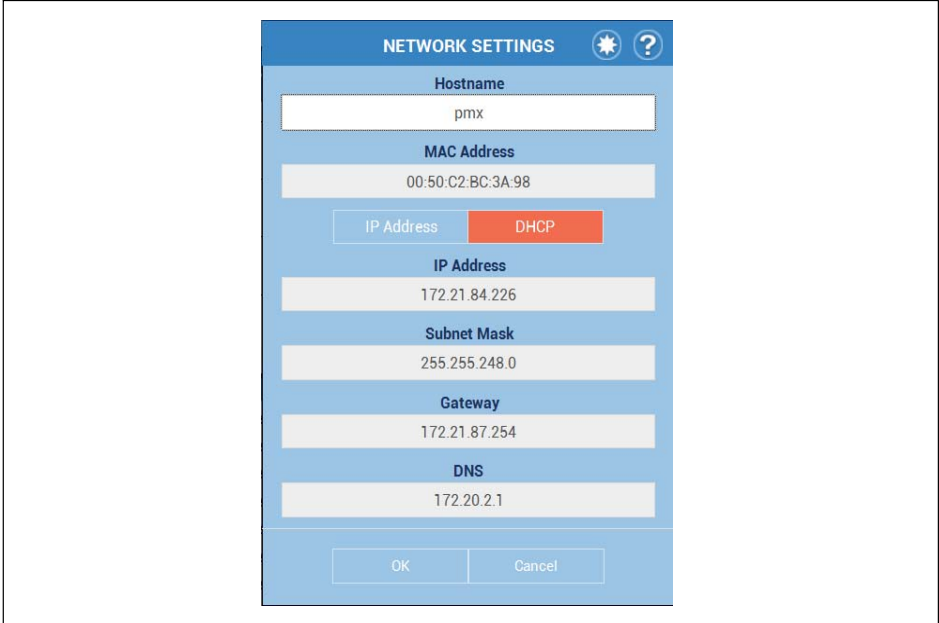 NETWORK SETTINGS ?
Hostname
pmx
MAC Address
00:50:C2:BC:3A:98
IP Address DHCP
IP Address
172.21.84.226
Subnet Mask
255.255.248.0
Gateway
172.21.87.254
DNS
172.20.2.1
OK Cancel